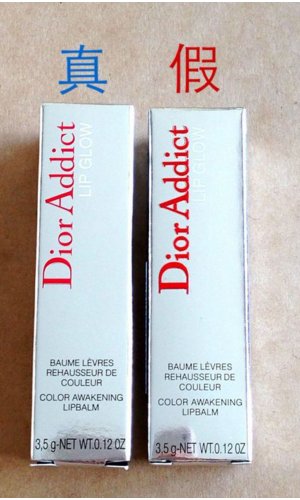 真 假
Dior Addict
LIP GLOW
BAUME LÈVRES
REHAUSSEUR DE
COULEUR
COLOR AWAKENING
LIPBALM
3,5 g-NET WT.0.12 OZ
Dior Addict
LIP GLOW
BAUME LÈVRES
REHAUSSEUR DE
COULEUR
COLOR AWAKENING
LIPBALM
3,5 g-NET WT.0.12 OZ